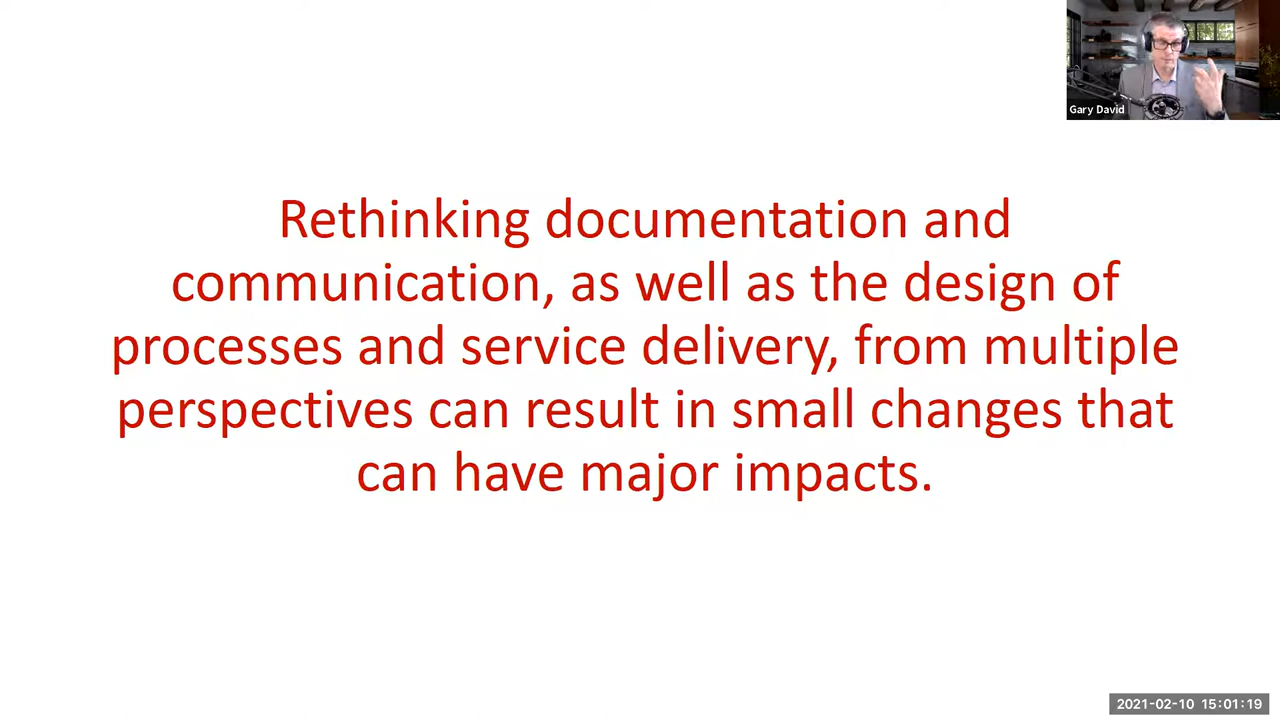 Gary David
Rethinking documentation and
communication, as well as the design of
processes and service delivery, from multiple
perspectives can result in small changes that
can have major impacts.
2021-02-10 15:01:19